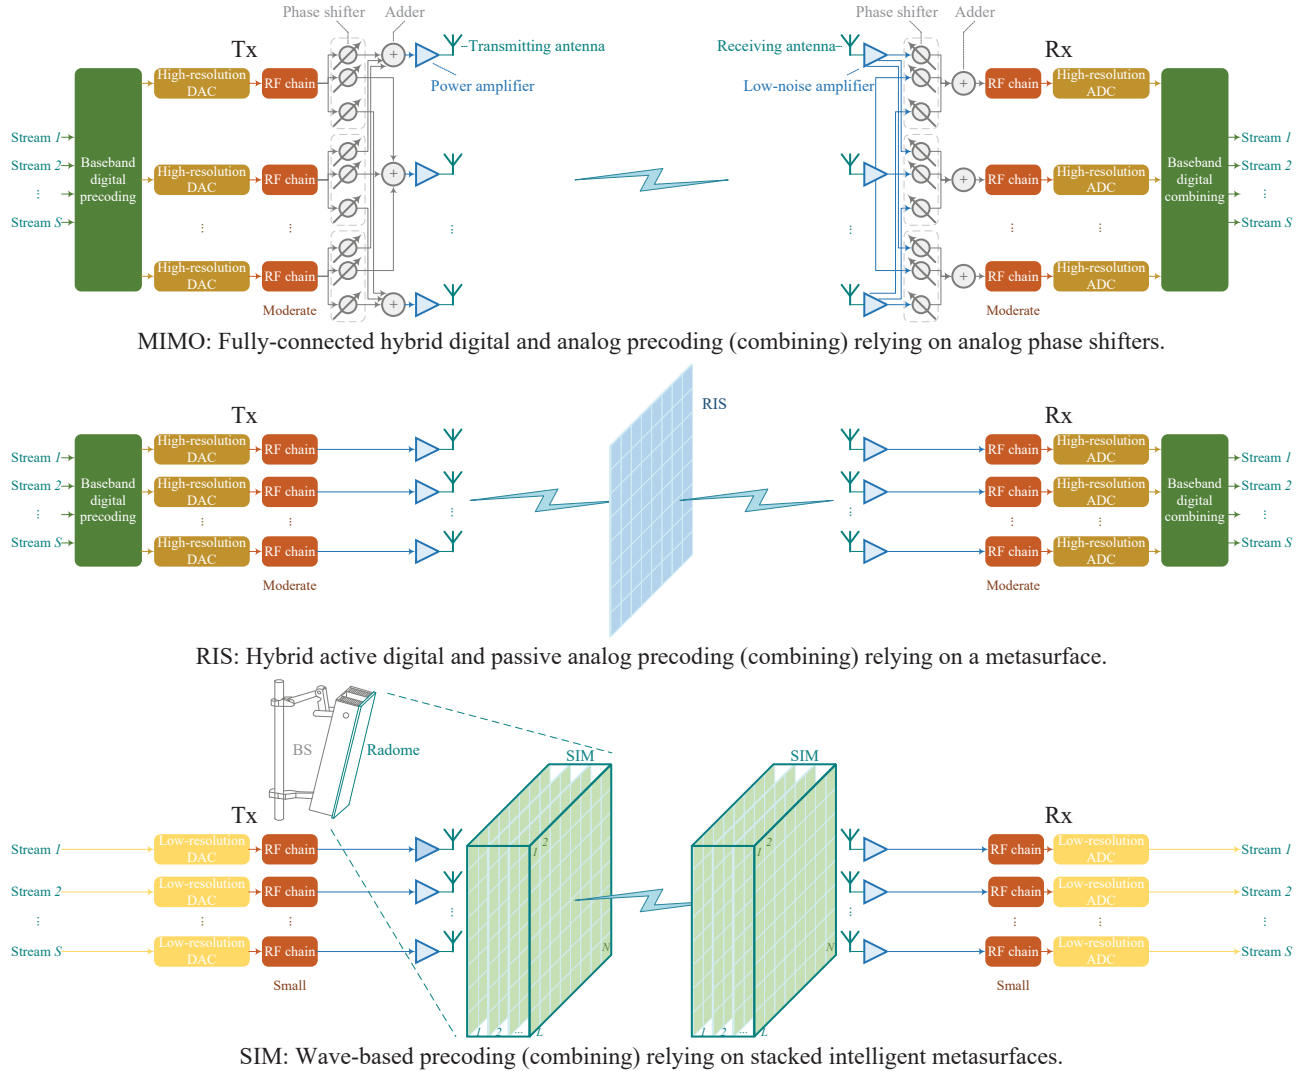 Phase shifter
Adder
Tx
Transmitting antenna
Power amplifier
Stream 1
Stream 2
⋮
Stream S
Baseband
digital
precoding
High-resolution
DAC
RF chain
High-resolution
DAC
RF chain
⋮
⋮
⋮
High-resolution
DAC
RF chain
Moderate
+
+
+
Phase shifter
Adder
Rx
Receiving antenna
Low-noise amplifier
+
+
+
RF chain
High-resolution
ADC
RF chain
High-resolution
ADC
⋮
⋮
⋮
RF chain
High-resolution
ADC
Moderate
Baseband
digital
combining
Stream 1
Stream 2
⋮
Stream S
MIMO: Fully-connected hybrid digital and analog precoding (combining) relying on analog phase shifters.
Tx
Stream 1
Stream 2
⋮
Stream S
Baseband
digital
precoding
High-resolution
DAC
RF chain
High-resolution
DAC
RF chain
⋮
⋮
⋮
High-resolution
DAC
RF chain
Moderate
RIS
Rx
⋮
RF chain
High-resolution
ADC
RF chain
High-resolution
ADC
⋮
⋮
RF chain
High-resolution
ADC
Moderate
Baseband
digital
combining
Stream 1
Stream 2
⋮
Stream S
RIS: Hybrid active digital and passive analog precoding (combining) relying on a metasurface.
BS
Radome
Tx
Stream 1
Stream 2
⋮
Stream S
Low-resolution
DAC
RF chain
Low-resolution
DAC
RF chain
⋮
⋮
⋮
Low-resolution
DAC
RF chain
Small
SIM
1
2
N
1
2
...
L
SIM
1
2
N
1
2
...
L
Rx
⋮
RF chain
Low-resolution
ADC
RF chain
Low-resolution
ADC
⋮
⋮
RF chain
Low-resolution
ADC
Small
Stream 1
Stream 2
⋮
Stream S
SIM: Wave-based precoding (combining) relying on stacked intelligent metasurfaces.